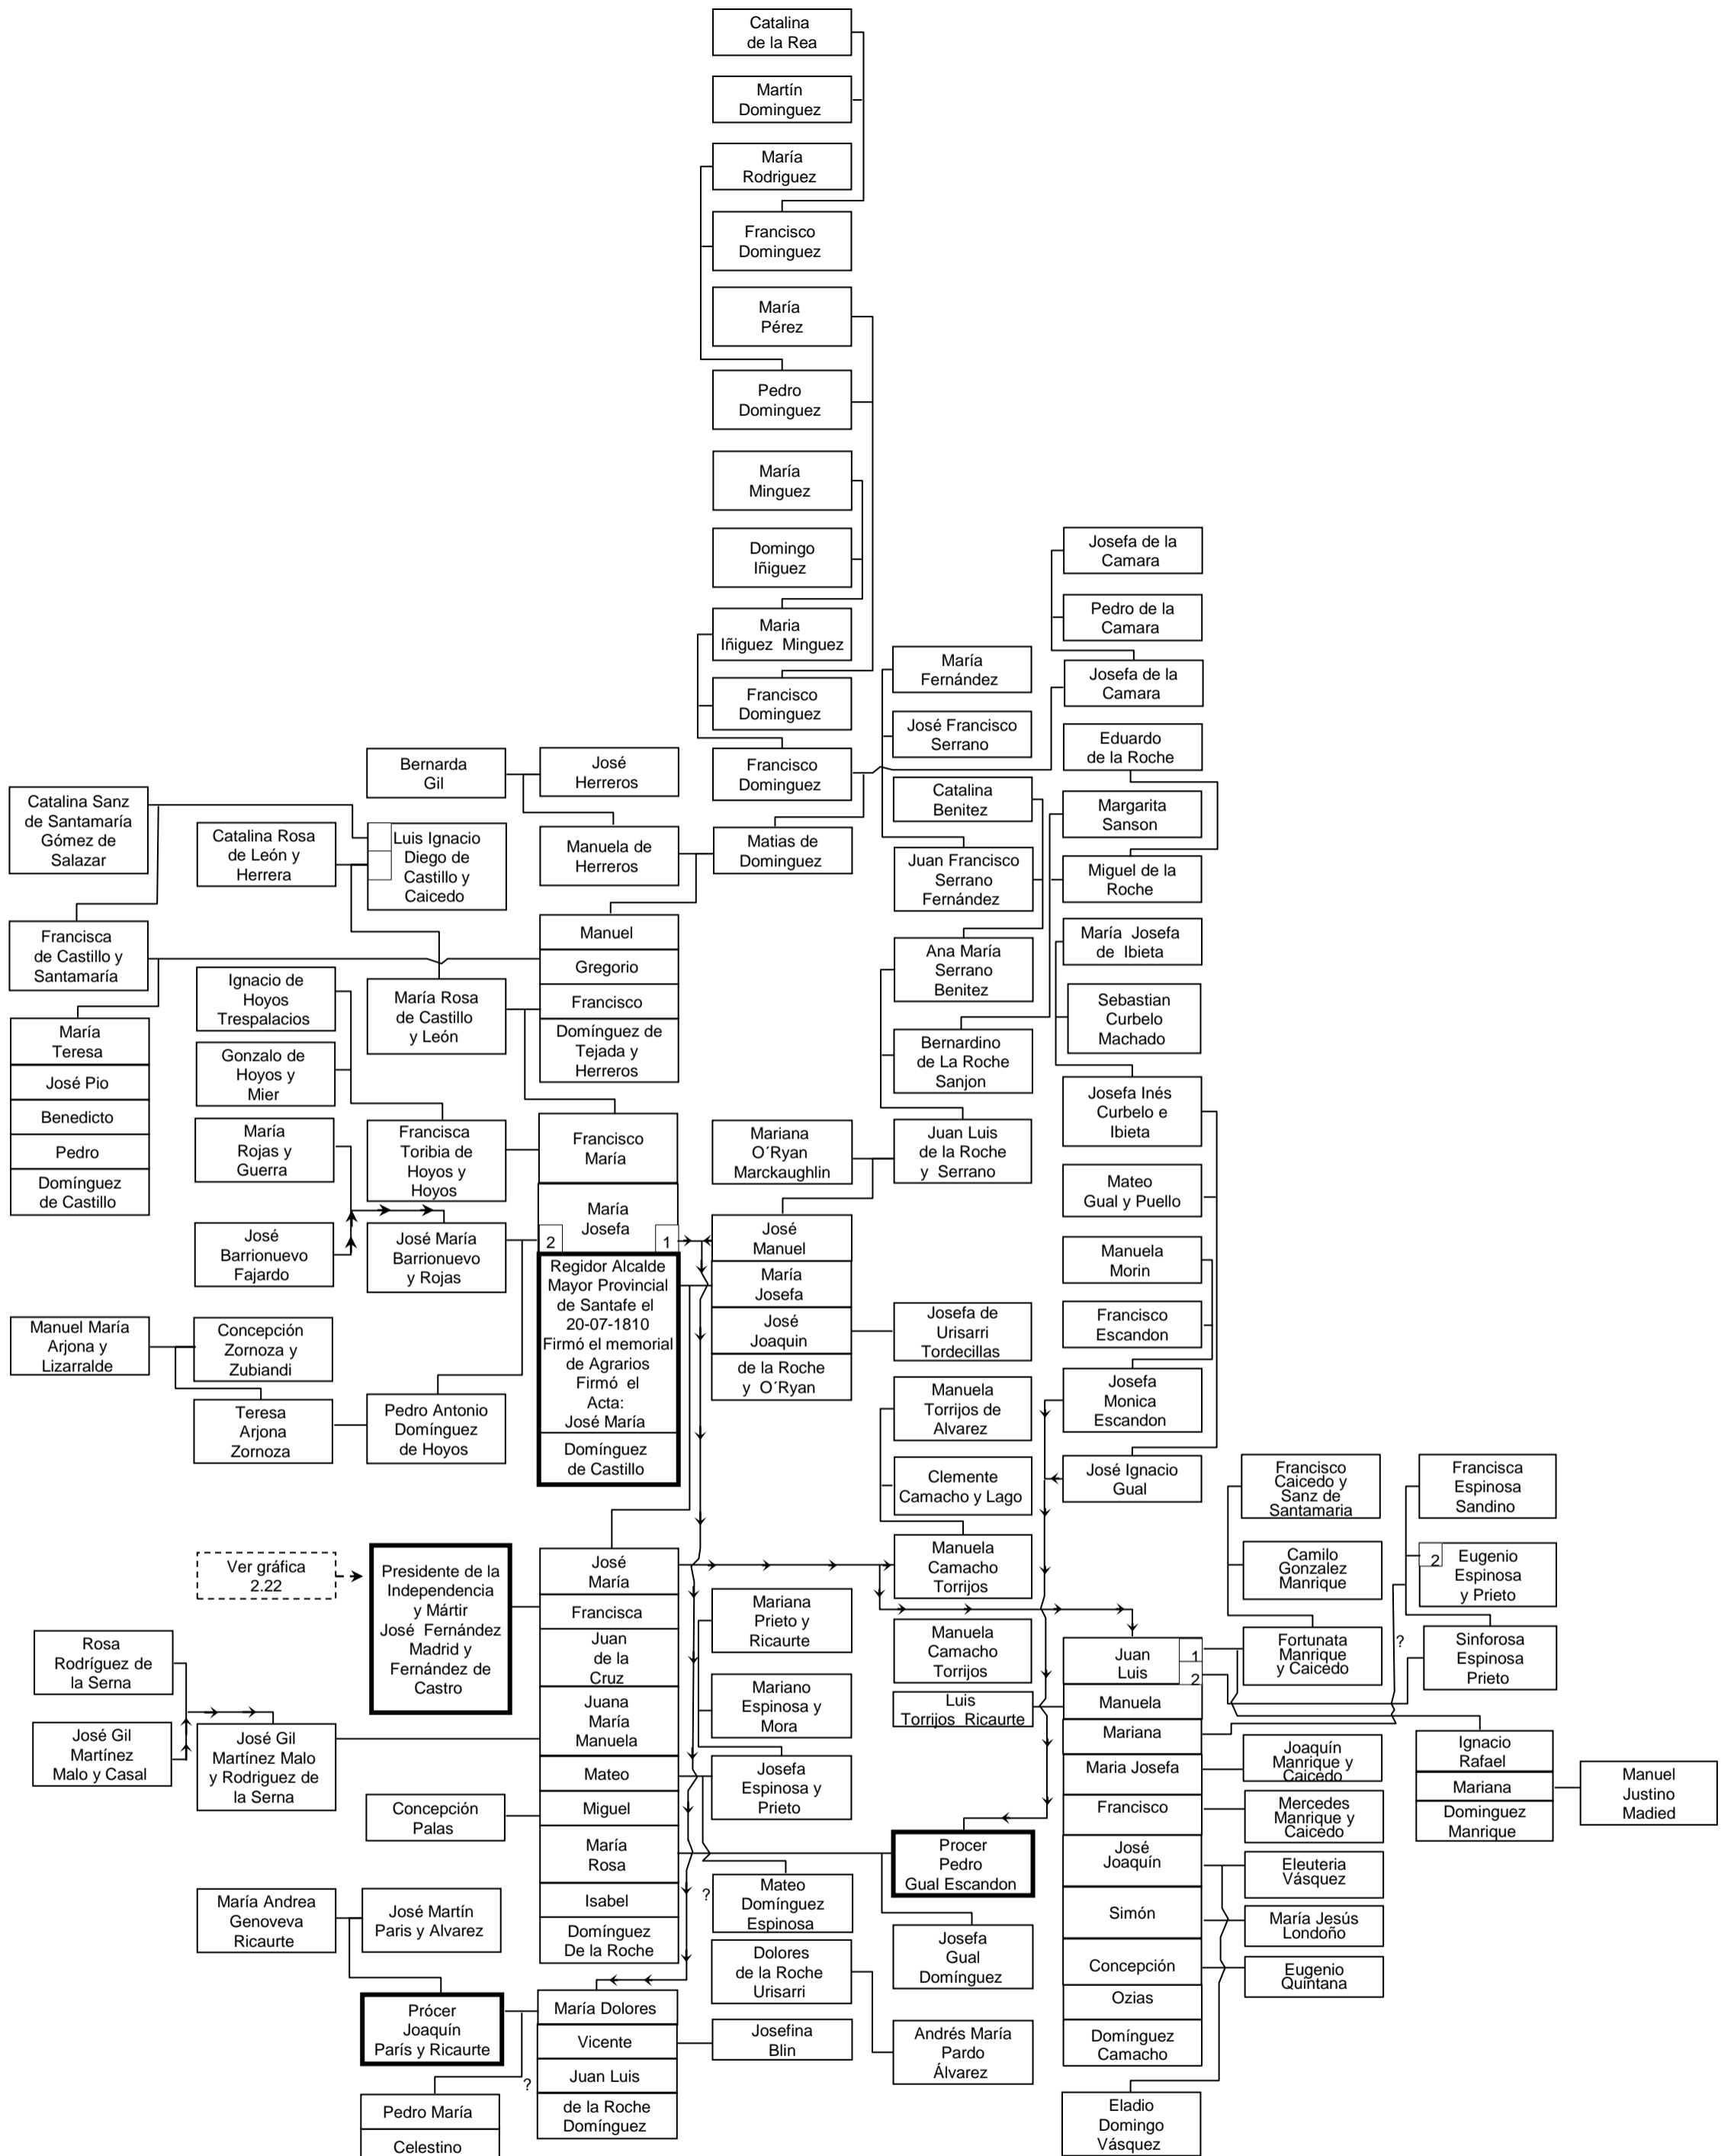 Catalina
de la Rea
Martín
Dominguez
María
Rodriguez
Francisco
Dominguez
María
Pérez
Pedro
Dominguez
María
Minguez
Domingo
Iñiguez
Maria
Iñiguez Minguez
Francisco
Dominguez
Francisco
Dominguez
Josefa de la
Camara
Pedro de la
Camara
Josefa de la
Camara
Eduardo
de la Roche
Margarita
Sanson
Miguel de la
Roche
María
Fernández
José Francisco
Serrano
Catalina
Benitez
Juan Francisco
Serrano
Fernández
Ana María
Serrano
Benitez
Bernardino
de La Roche
Sanjon
Juan Luis
de la Roche
y Serrano
Bernarda
Gil
José
Herreros
Manuela de
Herreros
Matias de
Dominguez
Catalina Sanz
de Santamaría
Gómez de
Salazar
Catalina Rosa
de León y
Herrera
Luis Ignacio
Diego de
Castillo y
Caicedo
Francisca
de Castillo y
Santamaría
Manuel
Gregorio
Francisco
Domínguez de
Tejada y
Herreros
Ignacio de
Hoyos
Trespalacios
María Rosa
de Castillo
y León
María
Teresa
José Pio
Benedicto
Pedro
Domínguez
de Castillo
Gonzalo de
Hoyos y
Mier
María
Rojas y
Guerra
Francisca
Toribia de
Hoyos y
Hoyos
Francisco
María
María
Josefa
2
1
Regidor Alcalde
Mayor Provincial
de Santafe el
20-07-1810
Firmó el memorial
de Agrarios
Firmó el
Acta:
José María
Domínguez
de Castillo
Mariana
O´Ryan
Marckaughlin
José
Manuel
María
Josefa
José
Joaquin
de la Roche
y O´Ryan
José
Barrionuevo
Fajardo
José María
Barrionuevo
y Rojas
Manuel María
Arjona y
Lizarralde
Concepción
Zornoza y
Zubiandi
Teresa
Arjona
Zornoza
Pedro Antonio
Domínguez
de Hoyos
María Josefa
de Ibieta
Sebastian
Curbelo
Machado
Josefa Inés
Curbelo e
Ibieta
Mateo
Gual y Puello
Manuela
Morin
Francisco
Escandon
Josefa
Monica
Escandon
José Ignacio
Gual
Josefa de
Urisarri
Tordecillas
Manuela
Torrijos de
Alvarez
Clemente
Camacho y Lago
Manuela
Camacho
Torrijos
Manuela
Camacho
Torrijos
Luis
Torrijos Ricaurte
Francisco
Caicedo y
Sanz de
Santamaria
Camilo
Gonzalez
Manrique
Fortunata
Manrique
y Caicedo
Francisca
Espinosa
Sandino
2
Eugenio
Espinosa
y Prieto
?
Sinforosa
Espinosa
Prieto
Ver gráfica
2.22
Presidente de la
Independencia
y Mártir
José Fernández
Madrid y
Fernández de
Castro
José
María
Francisca
Juan
de la
Cruz
Juana
María
Manuela
Mateo
Miguel
María
Rosa
Isabel
Domínguez
De la Roche
Rosa
Rodríguez de
la Serna
José Gil
Martínez
Malo y Casal
José Gil
Martínez Malo
y Rodriguez de
la Serna
Concepción
Palas
Mariana
Prieto y
Ricaurte
Mariano
Espinosa y
Mora
Josefa
Espinosa y
Prieto
?
Mateo
Domínguez
Espinosa
Dolores
de la Roche
Urisarri
Procer
Pedro
Gual Escandon
Josefa
Gual
Domínguez
Andrés María
Pardo
Álvarez
Juan
Luis
1
2
Manuela
Mariana
Maria Josefa
Francisco
José
Joaquín
Simón
Concepción
Ozias
Domínguez
Camacho
Joaquín
Manrique y
Caicedo
Mercedes
Manrique y
Caicedo
Eleuteria
Vásquez
María Jesús
Londoño
Eugenio
Quintana
Ignacio
Rafael
Mariana
Dominguez
Manrique
Manuel
Justino
Madied
Eladio
Domingo
Vásquez
María Andrea
Genoveva
Ricaurte
José Martín
Paris y Alvarez
Prócer
Joaquín
París y Ricaurte
María Dolores
Vicente
Juan Luis
de la Roche
Domínguez
Josefina
Blin
?
Pedro María
Celestino